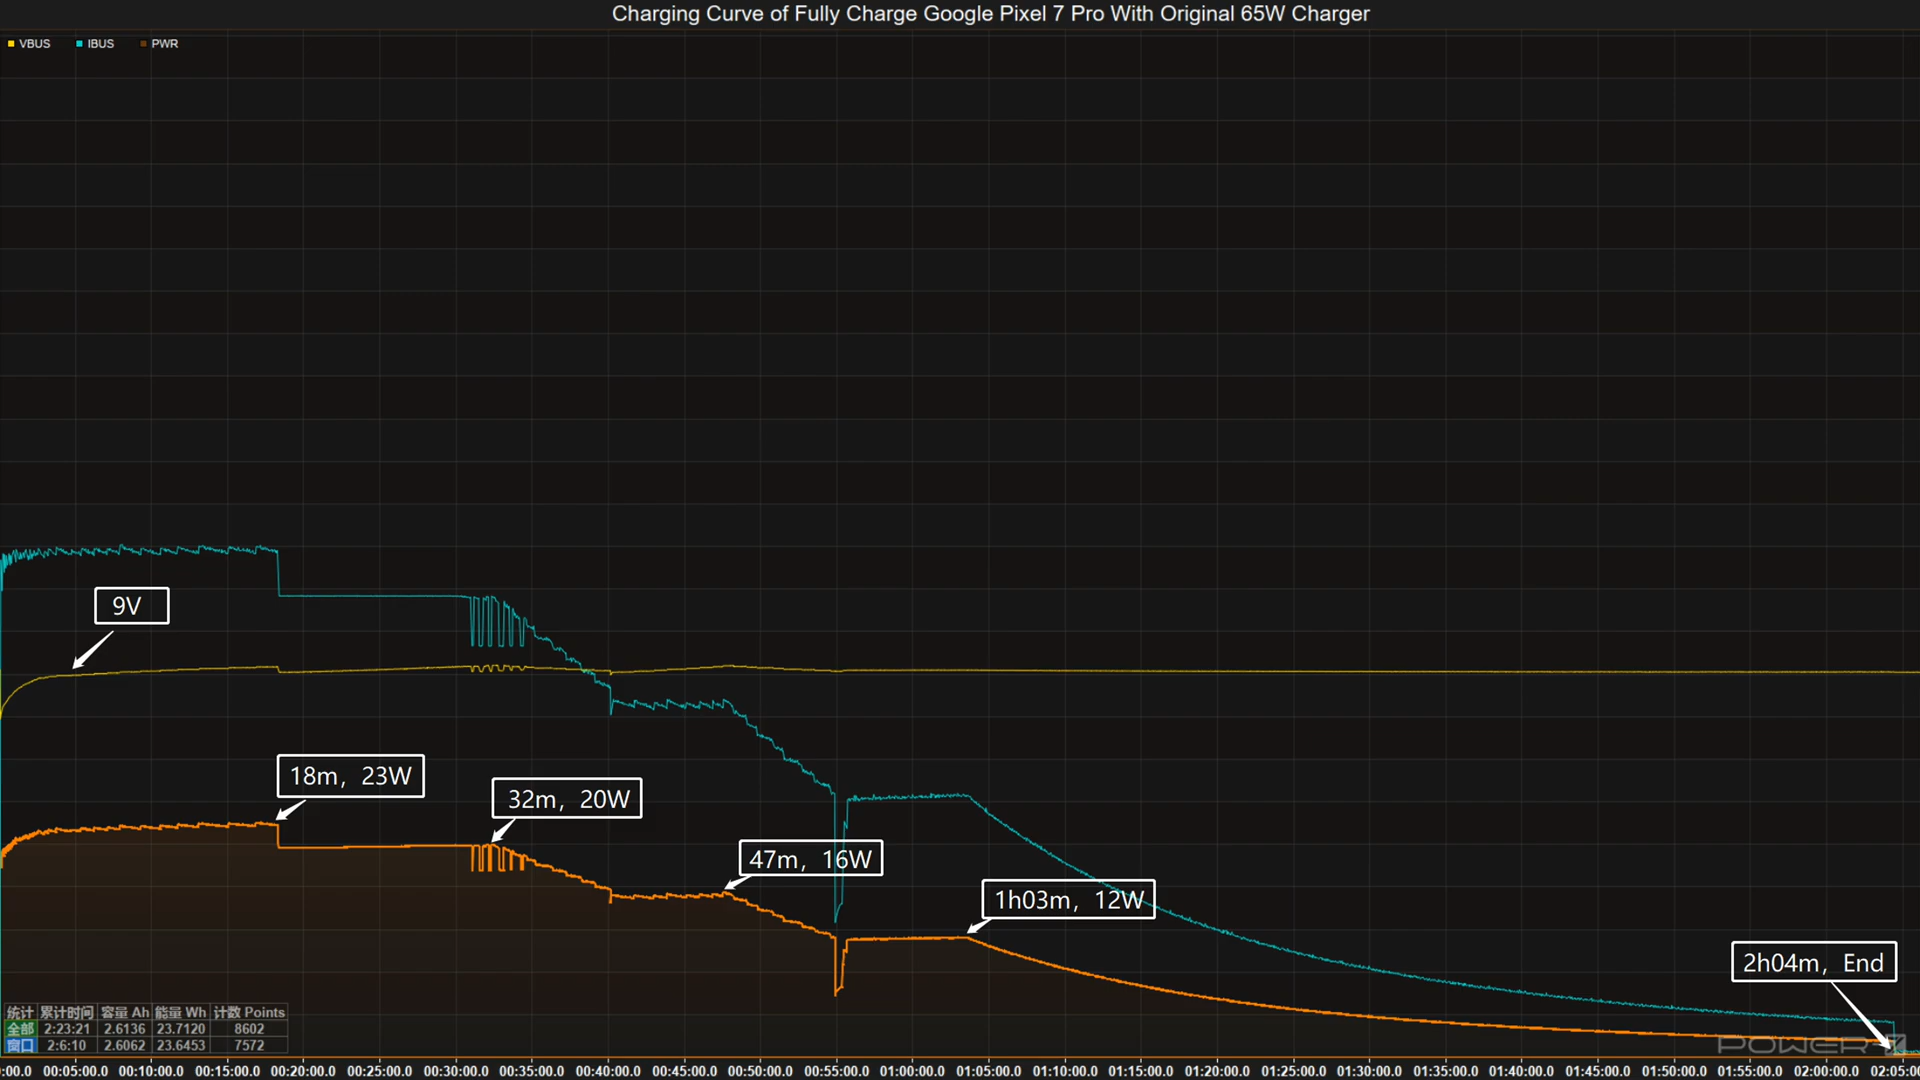 Charging Curve of Fully Charge Google Pixel 7 Pro With Original 65W Charger
VBUS IBUS PWR
9V
18m, 23W
32m, 20W
47m, 16W
1h03m, 12W
2h04m, End
统计 累计时间 容量 Ah 能量 Wh 计数 Points
全部 2:23:21 2.6136 23.7120 8602
窗口 2:6:10 2.6062 23.6453 7572
POWER-Z
:00.0 00:05:00.0 00:10:00.0 00:15:00.0 00:20:00.0 00:25:00.0 00:30:00.0 00:35:00.0 00:40:00.0 00:45:00.0 00:50:00.0 00:55:00.0 01:00:00.0 01:05:00.0 01:10:00.0 01:15:00.0 01:20:00.0 01:25:00.0 01:30:00.0 01:35:00.0 01:40:00.0 01:45:00.0 01:50:00.0 01:55:00.0 02:00:00.0 02:05:00